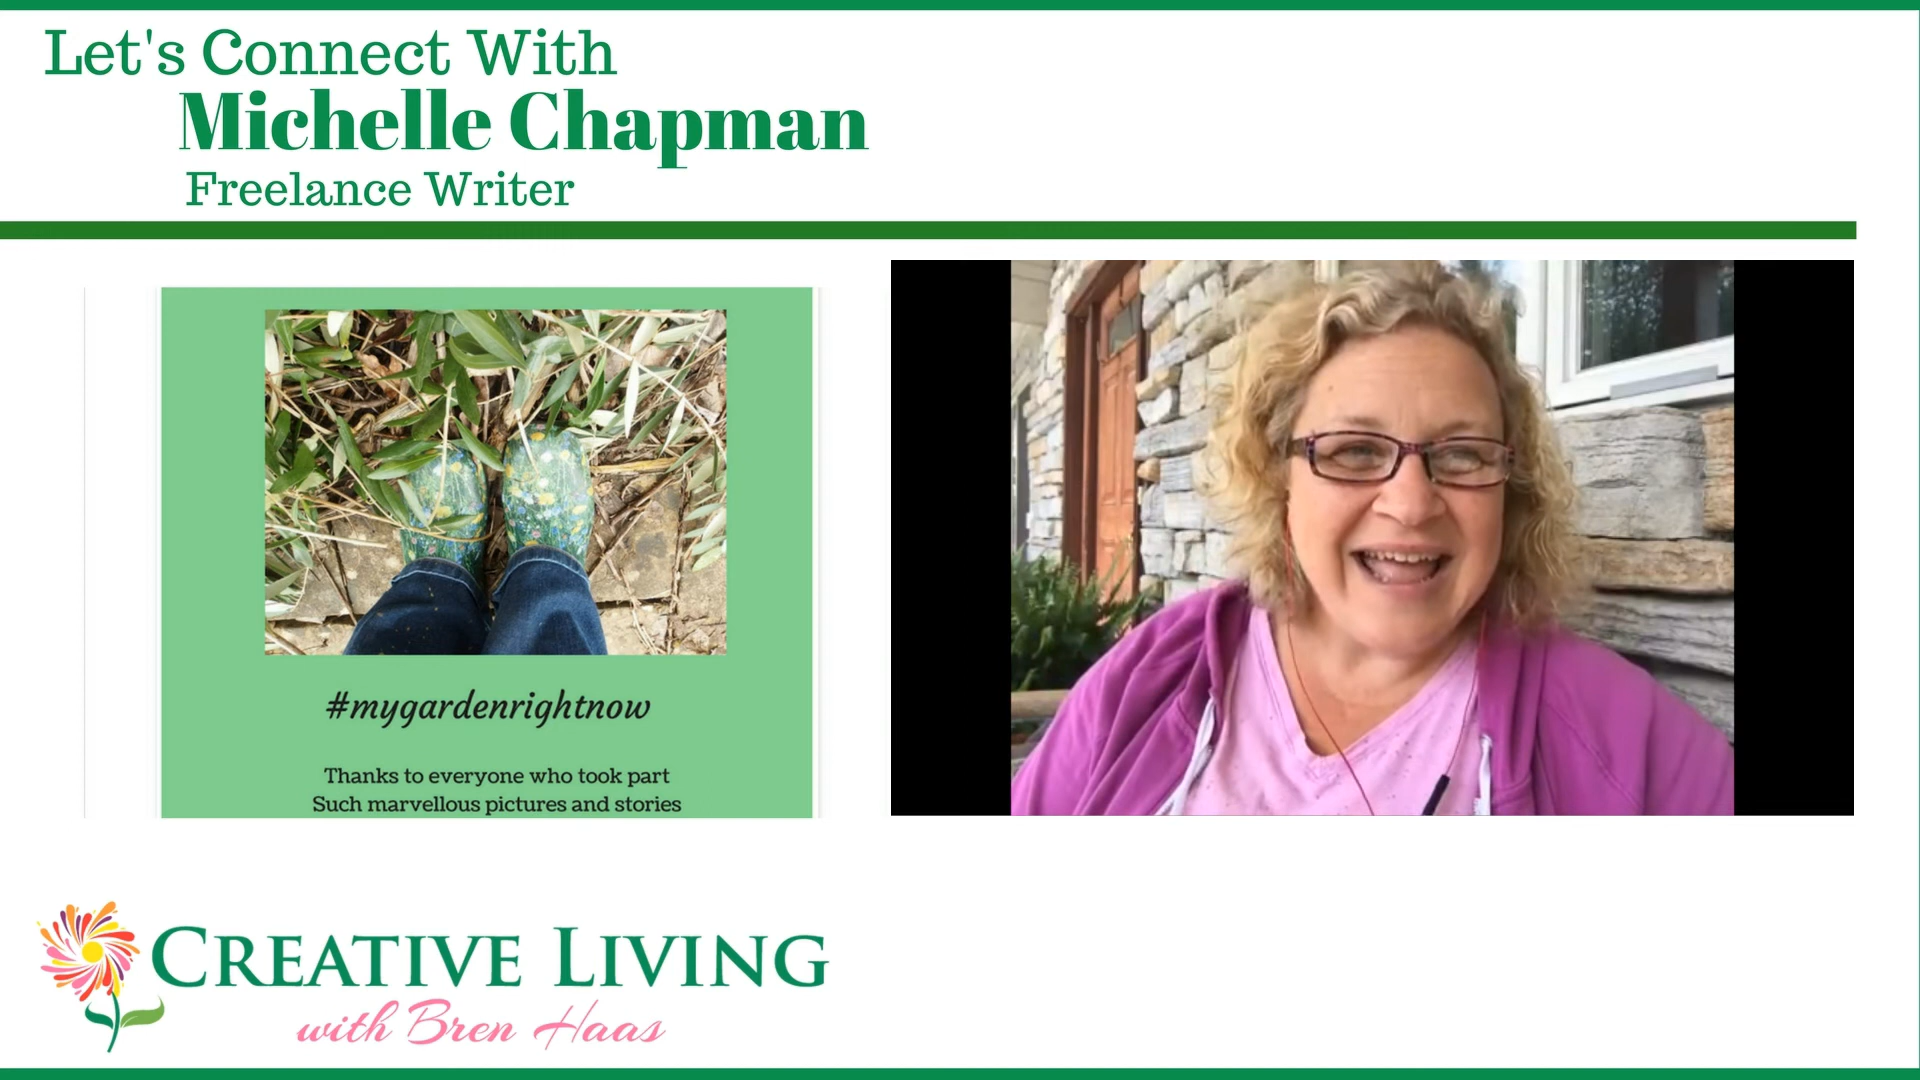 Let's Connect With
Michelle Chapman
Freelance Writer
#mygardenrightnow
Thanks to everyone who took part
Such marvellous pictures and stories
CREATIVE LIVING
with Bren Haas